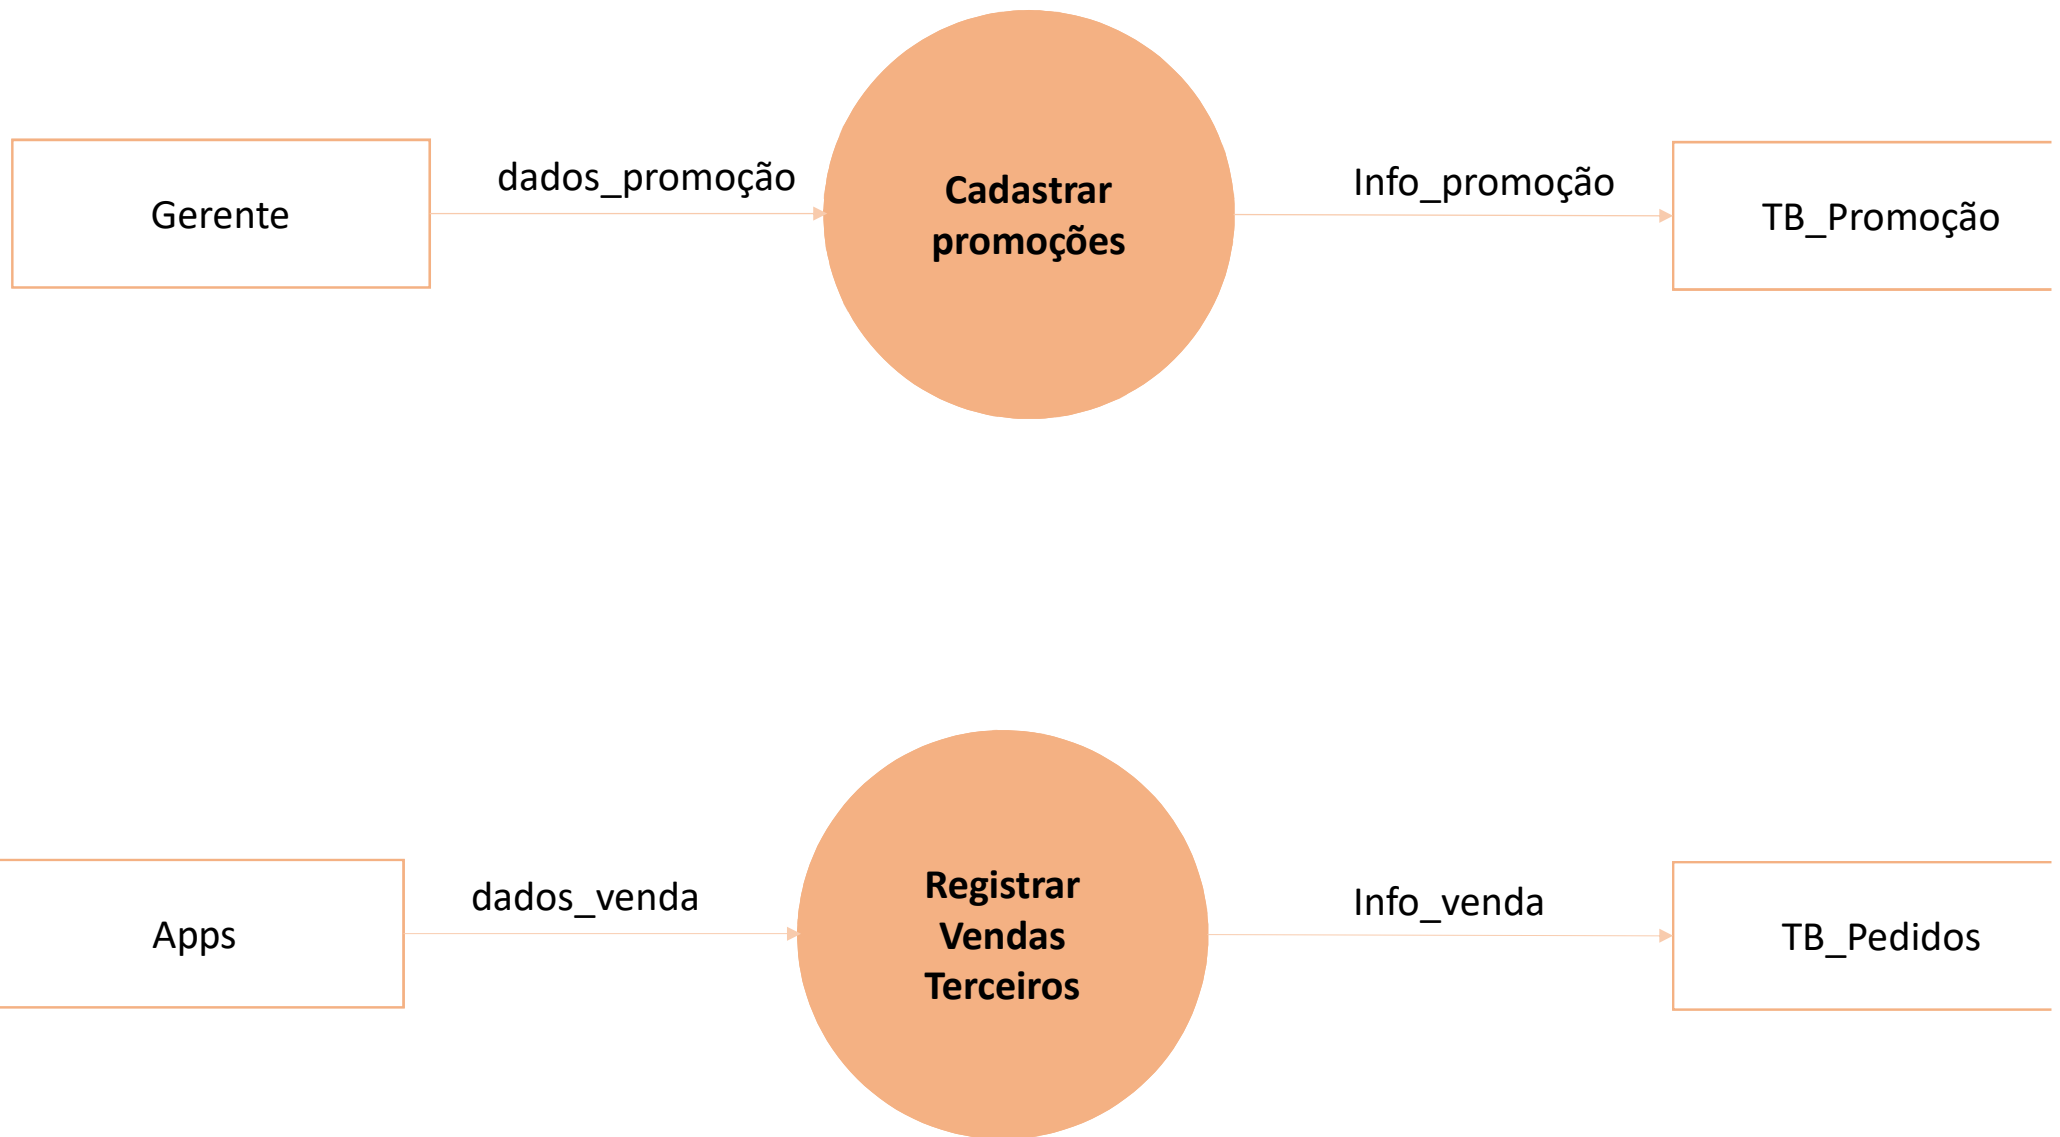 Gerente
dados_promoção
Cadastrar
promoções
Info_promoção
TB_Promoção
Apps
dados_venda
Registrar
Vendas
Terceiros
Info_venda
TB_Pedidos